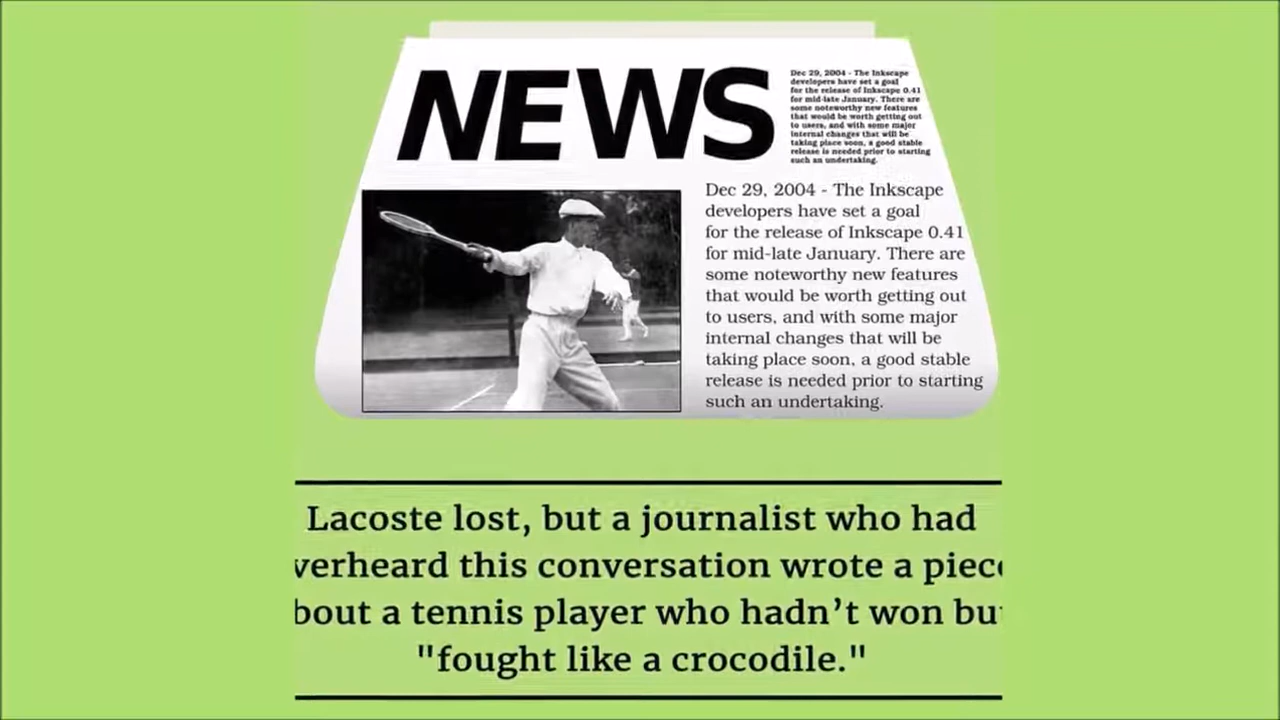 NEWS
Dec 29, 2004 - The Inkscape
developers have set a goal
for the release of Inkscape 0.41
for mid-late January. There are
some noteworthy new features
that would be worth getting out
to users, and with some major
internal changes that will be
taking place soon, a good stable
release is needed prior to starting
such an undertaking.
Dec 29, 2004 - The Inkscape
developers have set a goal
for the release of Inkscape 0.41
for mid-late January. There are
some noteworthy new features
that would be worth getting out
to users, and with some major
internal changes that will be
taking place soon, a good stable
release is needed prior to starting
such an undertaking.
Lacoste lost, but a journalist who had
verheard this conversation wrote a piec
bout a tennis player who hadn’t won bu
"fought like a crocodile."